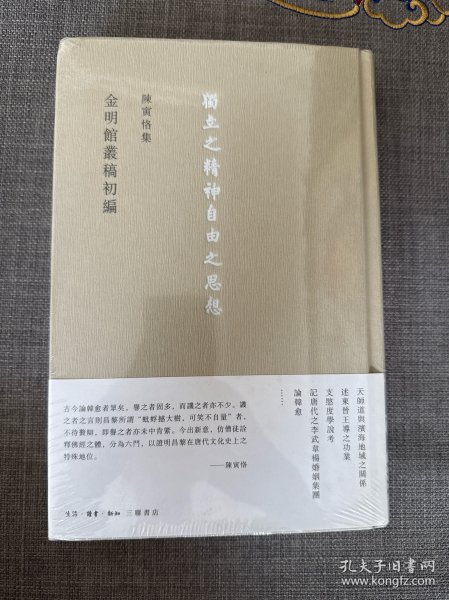 獨立之精神自由之思想
陳寅恪集
金明館叢稿初編
天師道與濱海地域之關係
述東晉王導之功業
支愍度學說考
記唐代之李武韋楊婚姻集團
論韓愈
……
古今論韓愈者眾矣，譽之者固多，而譏之者亦不少。譏
之者之言則昌黎所謂“蚍蜉撼大樹，可笑不自量”者，
不待贅辯，即譽之者亦未中肯綮。今出新意，仿僧徒詮
釋佛經之體，分為六門，以證明昌黎在唐代文化史上之
特殊地位。
——陳寅恪
生活·讀書·新知 三聯書店
孔夫子旧书网